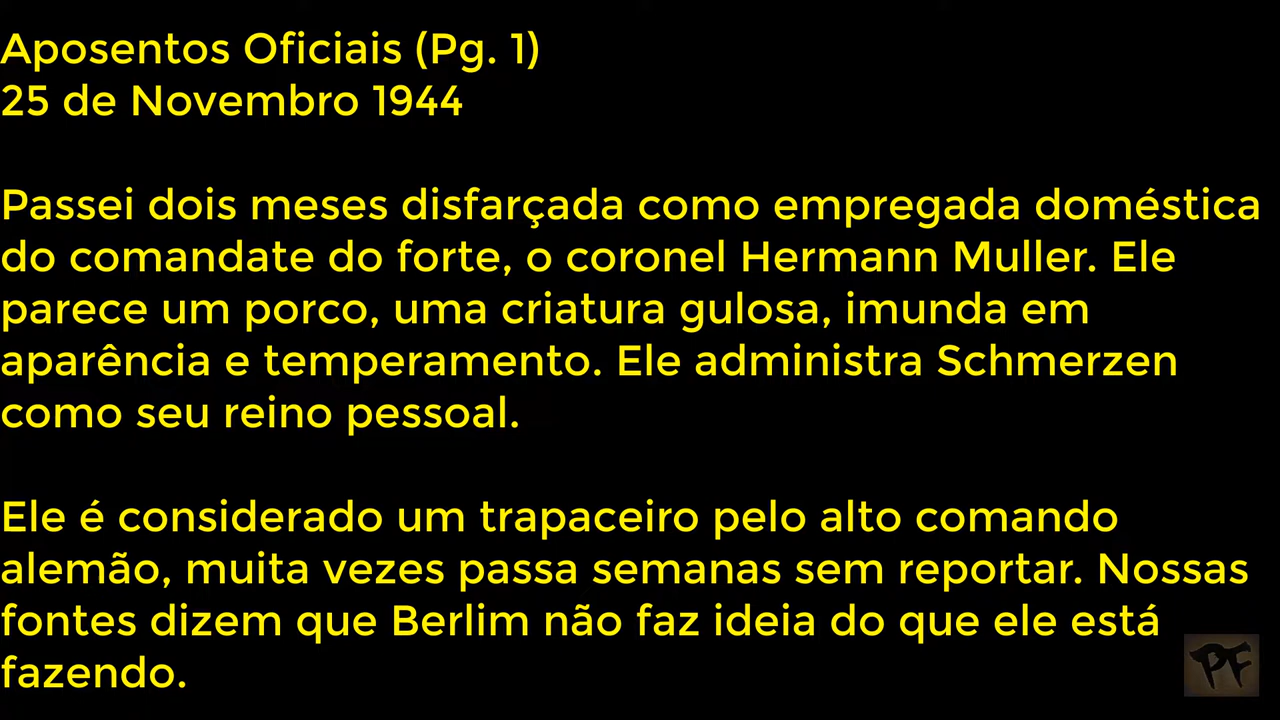 Aposentos Oficiais (Pg. 1)
25 de Novembro 1944
Passei dois meses disfarçada como empregada doméstica
do comandate do forte, o coronel Hermann Muller. Ele
parece um porco, uma criatura gulosa, imunda em
aparência e temperamento. Ele administra Schmerzen
como seu reino pessoal.
Ele é considerado um trapaceiro pelo alto comando
alemão, muita vezes passa semanas sem reportar. Nossas
fontes dizem que Berlim não faz ideia do que ele está
fazendo.
PF